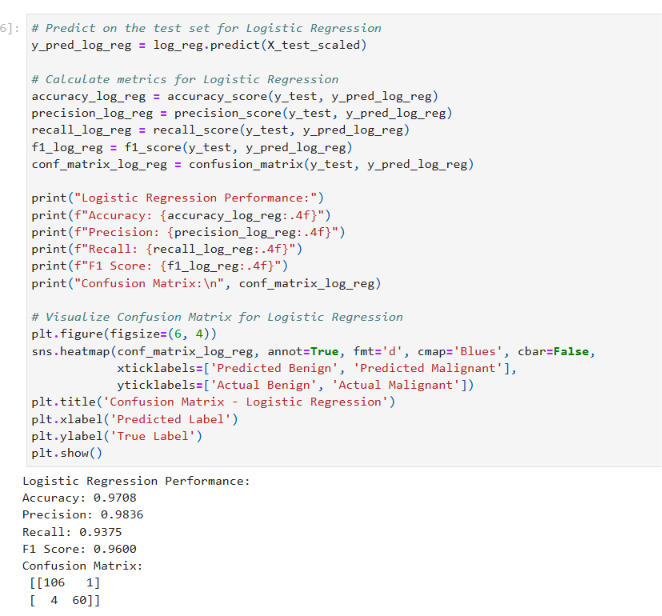 6]:
# Predict on the test set for Logistic Regression
y_pred_log_reg = log_reg.predict(X_test_scaled)
# Calculate metrics for Logistic Regression
accuracy_log_reg = accuracy_score(y_test, y_pred_log_reg)
precision_log_reg = precision_score(y_test, y_pred_log_reg)
recall_log_reg = recall_score(y_test, y_pred_log_reg)
f1_log_reg = f1_score(y_test, y_pred_log_reg)
conf_matrix_log_reg = confusion_matrix(y_test, y_pred_log_reg)
print("Logistic Regression Performance:")
print(f"Accuracy: {accuracy_log_reg:.4f}")
print(f"Precision: {precision_log_reg:.4f}")
print(f"Recall: {recall_log_reg:.4f}")
print(f"F1 Score: {f1_log_reg:.4f}")
print("Confusion Matrix:\n", conf_matrix_log_reg)
# Visualize Confusion Matrix for Logistic Regression
plt.figure(figsize=(6, 4))
sns.heatmap(conf_matrix_log_reg, annot=True, fmt='d', cmap='Blues', cbar=False,
            xticklabels=['Predicted Benign', 'Predicted Malignant'],
            yticklabels=['Actual Benign', 'Actual Malignant'])
plt.title('Confusion Matrix - Logistic Regression')
plt.xlabel('Predicted Label')
plt.ylabel('True Label')
plt.show()
Logistic Regression Performance:
Accuracy: 0.9708
Precision: 0.9836
Recall: 0.9375
F1 Score: 0.9600
Confusion Matrix:
 [[106   1]
 [  4  60]]